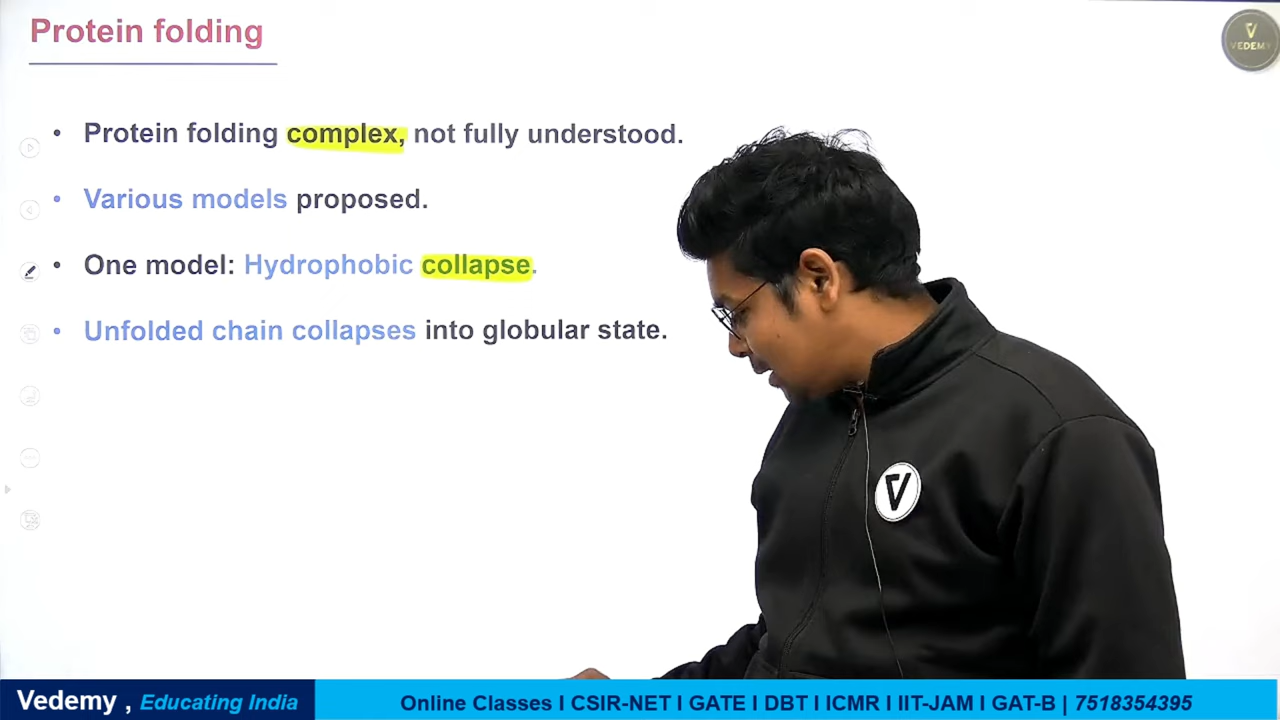 Protein folding
V
VEDEMY
• Protein folding complex, not fully understood.
• Various models proposed.
• One model: Hydrophobic collapse.
• Unfolded chain collapses into globular state.
V
Vedemy , Educating India
Online Classes I CSIR-NET I GATE I DBT I ICMR I IIT-JAM I GAT-B | 7518354395